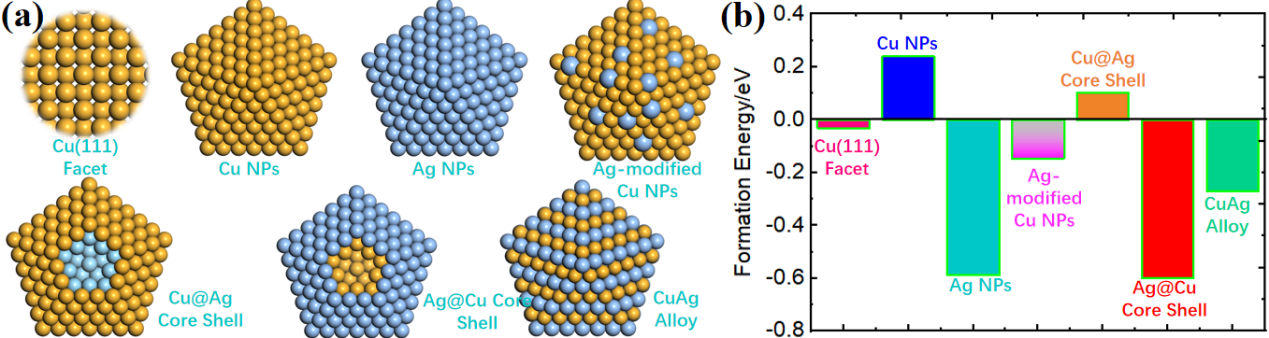 (a)
Cu(111)
Facet
Cu NPs
Ag NPs
Ag-modified
Cu NPs
Cu@Ag
Core Shell
Ag@Cu Core
Shell
CuAg
Alloy
(b)
Formation Energy/eV
0.4
0.2
0.0
-0.2
-0.4
-0.6
-0.8
Cu(111)
Facet
Cu NPs
Ag NPs
Ag-
modified
Cu NPs
Cu@Ag
Core Shell
Ag@Cu
Core Shell
CuAg
Alloy